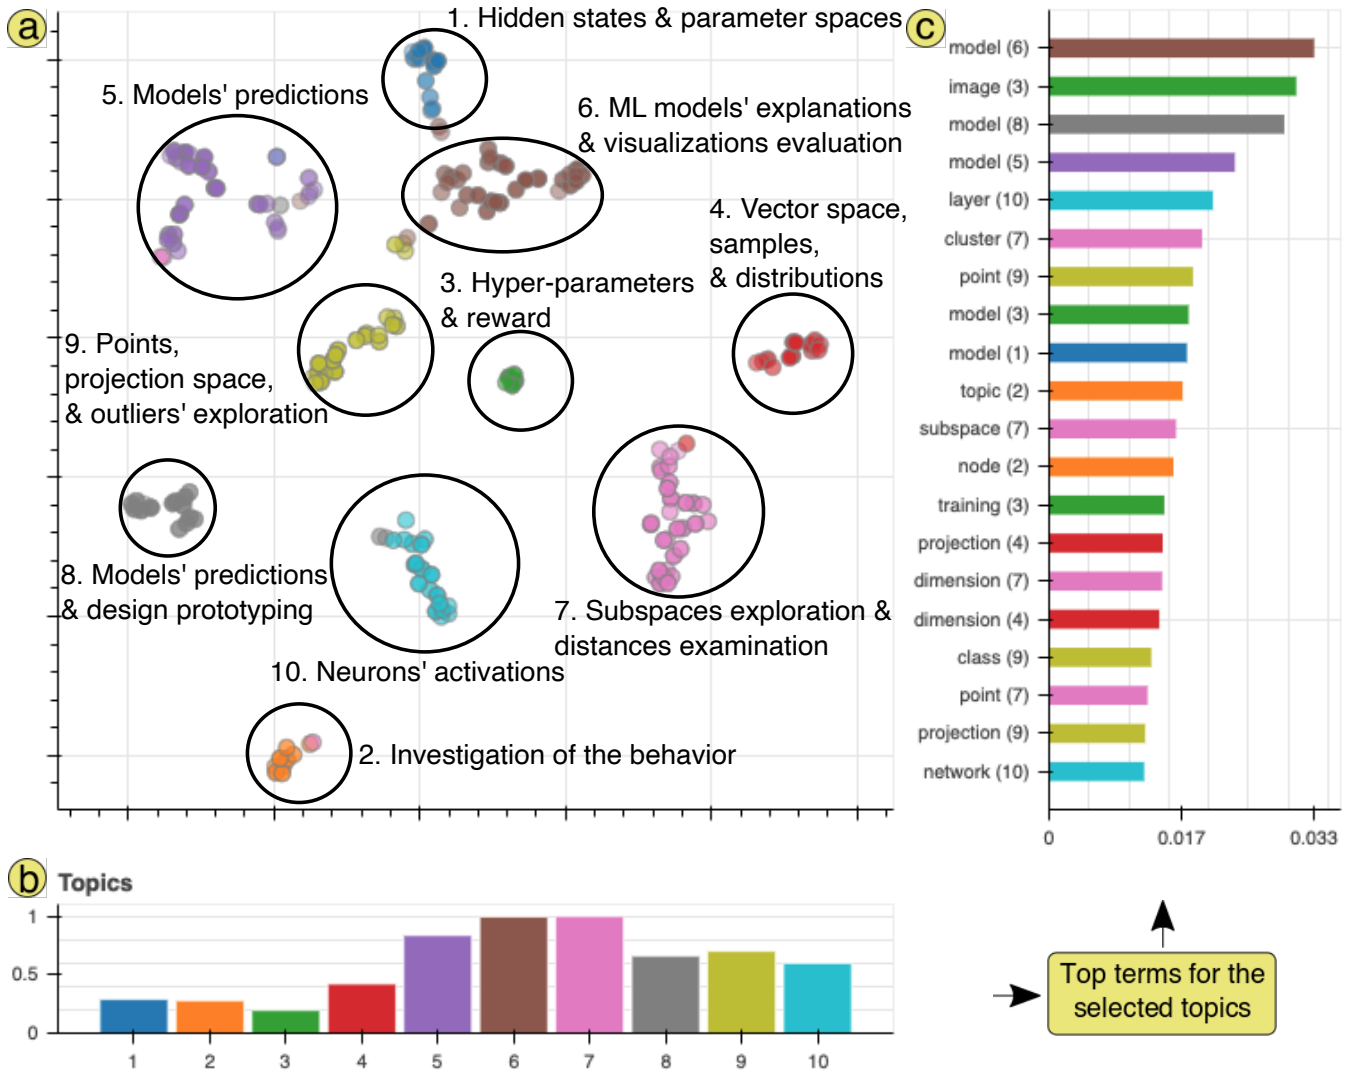 a
1. Hidden states & parameter spaces
5. Models' predictions
6. ML models' explanations
& visualizations evaluation
4. Vector space,
samples,
& distributions
3. Hyper-parameters
& reward
9. Points,
projection space,
& outliers' exploration
8. Models' predictions
& design prototyping
7. Subspaces exploration &
distances examination
10. Neurons' activations
2. Investigation of the behavior
b
Topics
1
0.5
0
1 2 3 4 5 6 7 8 9 10
c
model (6)
image (3)
model (8)
model (5)
layer (10)
cluster (7)
point (9)
model (3)
model (1)
topic (2)
subspace (7)
node (2)
training (3)
projection (4)
dimension (7)
dimension (4)
class (9)
point (7)
projection (9)
network (10)
0 0.017 0.033
Top terms for the
selected topics